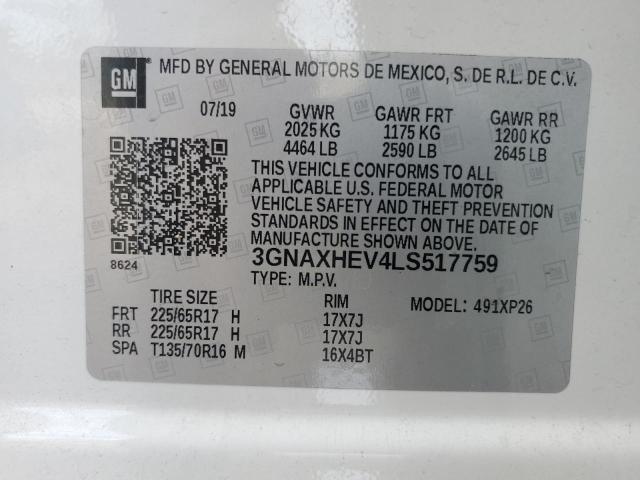 GM MFD BY GENERAL MOTORS DE MEXICO, S. DE R.L. DE C.V.
07/19 GVWR GAWR FRT GAWR RR
2025 KG 1175 KG 1200 KG
4464 LB 2590 LB 2645 LB
THIS VEHICLE CONFORMS TO ALL
APPLICABLE U.S. FEDERAL MOTOR
VEHICLE SAFETY AND THEFT PREVENTION
STANDARDS IN EFFECT ON THE DATE OF
MANUFACTURE SHOWN ABOVE.
8624 3GNAXHEV4LS517759
TYPE: M.P.V.
TIRE SIZE RIM MODEL: 491XP26
FRT 225/65R17 H 17X7J
RR 225/65R17 H 17X7J
SPA T135/70R16 M 16X4BT